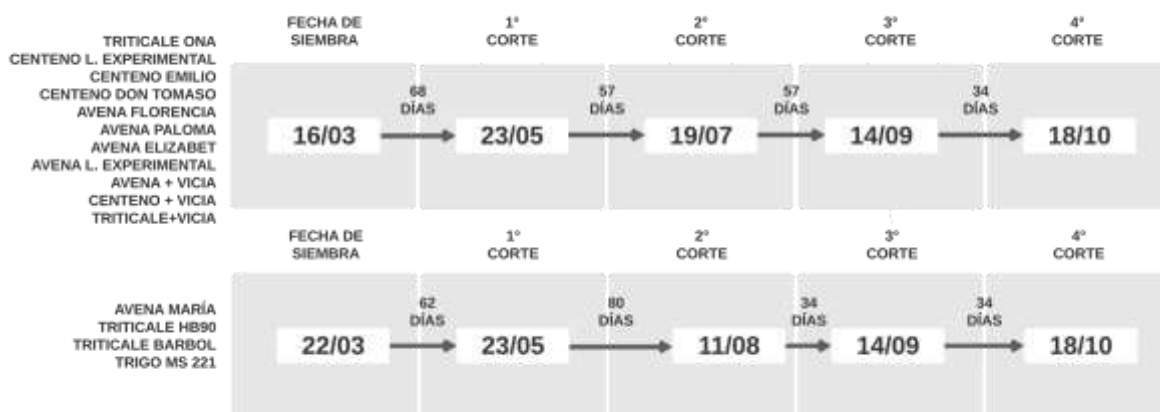 FECHA DE SIEMBRA
1° CORTE
2° CORTE
3° CORTE
4° CORTE
TRITICALE ONA
CENTENO L. EXPERIMENTAL
CENTENO EMILIO
CENTENO DON TOMASO
AVENA FLORENCIA
AVENA PALOMA
AVENA ELIZABET
AVENA L. EXPERIMENTAL
AVENA + VICIA
CENTENO + VICIA
TRITICALE+VICIA
68 DÍAS
57 DÍAS
57 DÍAS
34 DÍAS
16/03
23/05
19/07
14/09
18/10
FECHA DE SIEMBRA
1° CORTE
2° CORTE
3° CORTE
4° CORTE
AVENA MARÍA
TRITICALE HB90
TRITICALE BARBOL
TRIGO MS 221
62 DÍAS
80 DÍAS
34 DÍAS
34 DÍAS
22/03
23/05
11/08
14/09
18/10